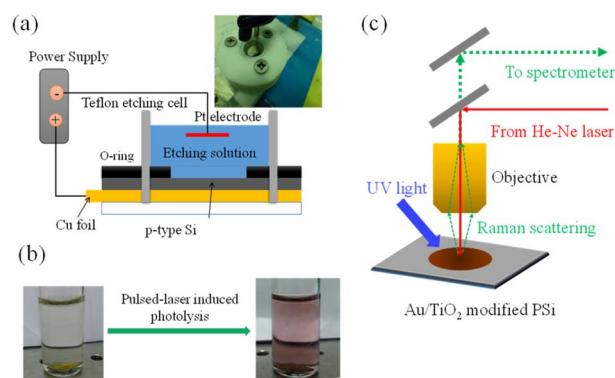 (a)
Power Supply
-
+
Teflon etching cell
Pt electrode
Etching solution
O-ring
Cu foil
p-type Si
(b)
Pulsed-laser induced
photolysis
(c)
To spectrometer
From He-Ne laser
Objective
UV light
Raman scattering
Au/TiO₂ modified PSi